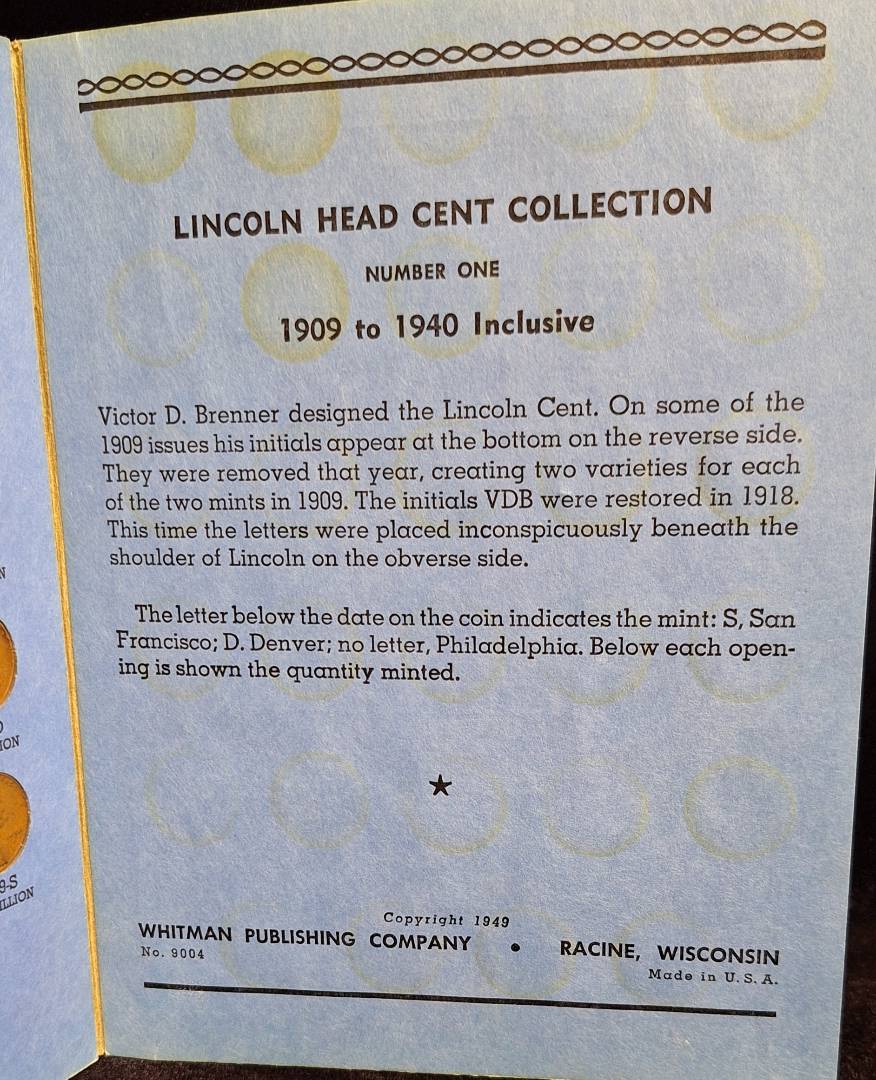 LINCOLN HEAD CENT COLLECTION
NUMBER ONE
1909 to 1940 Inclusive
Victor D. Brenner designed the Lincoln Cent. On some of the
1909 issues his initials appear at the bottom on the reverse side.
They were removed that year, creating two varieties for each
of the two mints in 1909. The initials VDB were restored in 1918.
This time the letters were placed inconspicuously beneath the
shoulder of Lincoln on the obverse side.
The letter below the date on the coin indicates the mint: S, San
Francisco; D. Denver; no letter, Philadelphia. Below each open-
ing is shown the quantity minted.
Copyright 1949
WHITMAN PUBLISHING COMPANY • RACINE, WISCONSIN
No. 9004
Made in U. S. A.